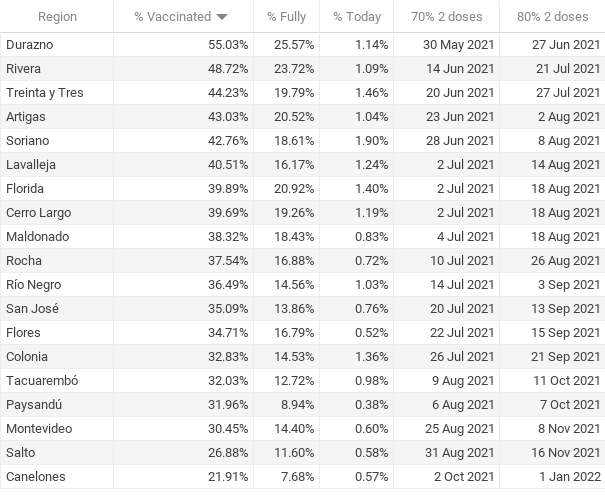 Region % Vaccinated % Fully % Today 70% 2 doses 80% 2 doses
Durazno 55.03% 25.57% 1.14% 30 May 2021 27 Jun 2021
Rivera 48.72% 23.72% 1.09% 14 Jun 2021 21 Jul 2021
Treinta y Tres 44.23% 19.79% 1.46% 20 Jun 2021 27 Jul 2021
Artigas 43.03% 20.52% 1.04% 23 Jun 2021 2 Aug 2021
Soriano 42.76% 18.61% 1.90% 28 Jun 2021 8 Aug 2021
Lavalleja 40.51% 16.17% 1.24% 2 Jul 2021 14 Aug 2021
Florida 39.89% 20.92% 1.40% 2 Jul 2021 18 Aug 2021
Cerro Largo 39.69% 19.26% 1.19% 2 Jul 2021 18 Aug 2021
Maldonado 38.32% 18.43% 0.83% 4 Jul 2021 18 Aug 2021
Rocha 37.54% 16.88% 0.72% 10 Jul 2021 26 Aug 2021
Río Negro 36.49% 14.56% 1.03% 14 Jul 2021 3 Sep 2021
San José 35.09% 13.86% 0.76% 20 Jul 2021 13 Sep 2021
Flores 34.71% 16.79% 0.52% 22 Jul 2021 15 Sep 2021
Colonia 32.83% 14.53% 1.36% 26 Jul 2021 21 Sep 2021
Tacuarembó 32.03% 12.72% 0.98% 9 Aug 2021 11 Oct 2021
Paysandú 31.96% 8.94% 0.38% 6 Aug 2021 7 Oct 2021
Montevideo 30.45% 14.40% 0.60% 25 Aug 2021 8 Nov 2021
Salto 26.88% 11.60% 0.58% 31 Aug 2021 16 Nov 2021
Canelones 21.91% 7.68% 0.57% 2 Oct 2021 1 Jan 2022